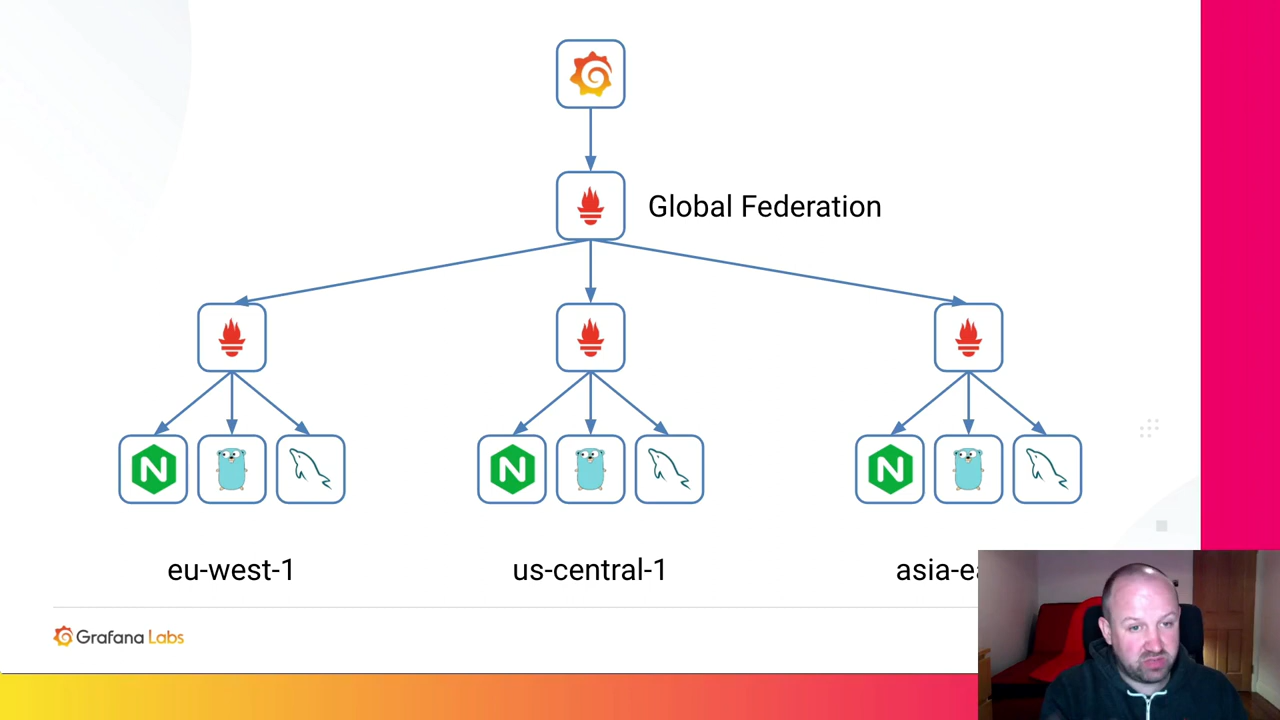 Global Federation
eu-west-1
us-central-1
Grafana Labs